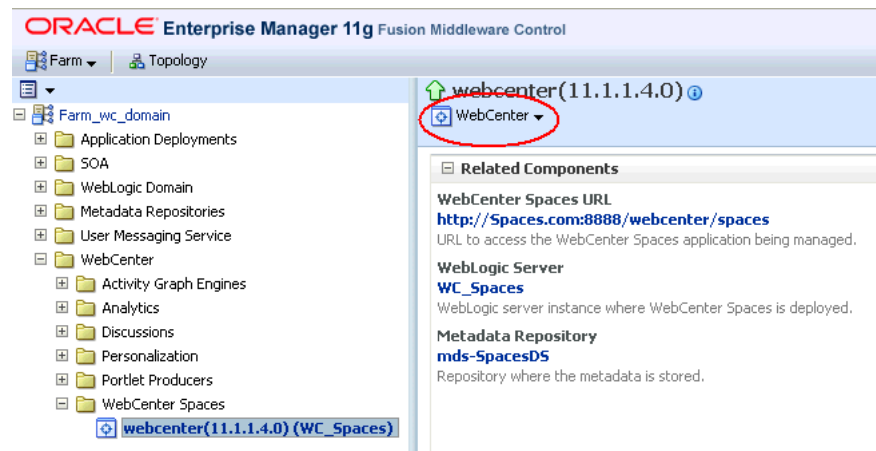 ORACLE Enterprise Manager 11g Fusion Middleware Control
Farm Topology
Farm_wc_domain
Application Deployments
SOA
WebLogic Domain
Metadata Repositories
User Messaging Service
WebCenter
Activity Graph Engines
Analytics
Discussions
Personalization
Portlet Producers
WebCenter Spaces
webcenter(11.1.1.4.0) (WC_Spaces)
webcenter(11.1.1.4.0)
WebCenter
Related Components
WebCenter Spaces URL
http://Spaces.com:8888/webcenter/spaces
URL to access the WebCenter Spaces application being managed.
WebLogic Server
WC_Spaces
WebLogic server instance where WebCenter Spaces is deployed.
Metadata Repository
mds-SpacesDS
Repository where the metadata is stored.